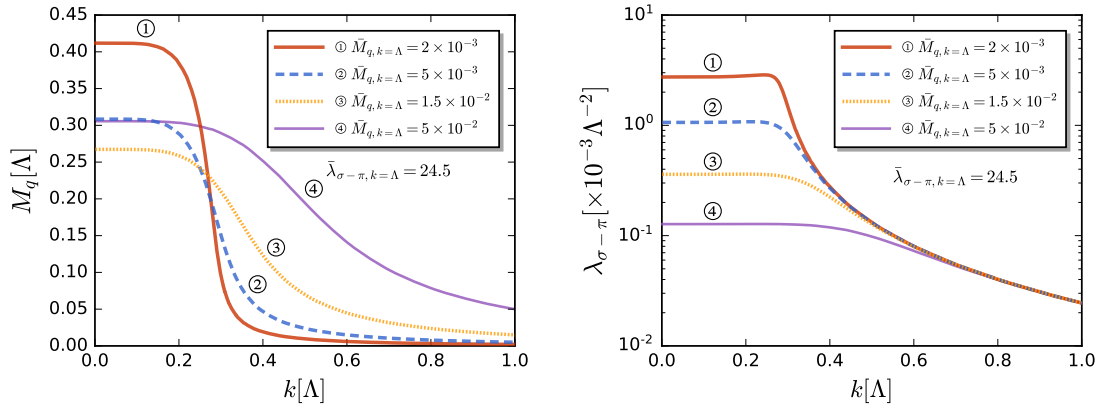 0.45
0.40
0.35
0.30
0.25
0.20
0.15
0.10
0.05
0.00
M_q[Λ]
0.0 0.2 0.4 0.6 0.8 1.0
k[Λ]
① M̄_{q, k=Λ} = 2 × 10^{−3}
② M̄_{q, k=Λ} = 5 × 10^{−3}
③ M̄_{q, k=Λ} = 1.5 × 10^{−2}
④ M̄_{q, k=Λ} = 5 × 10^{−2}
λ̄_{σ−π, k=Λ} = 24.5
①
④
③
②
10^1
10^0
10^{−1}
10^{−2}
λ_{σ−π}[×10^{−3}Λ^{−2}]
0.0 0.2 0.4 0.6 0.8 1.0
k[Λ]
① M̄_{q, k=Λ} = 2 × 10^{−3}
② M̄_{q, k=Λ} = 5 × 10^{−3}
③ M̄_{q, k=Λ} = 1.5 × 10^{−2}
④ M̄_{q, k=Λ} = 5 × 10^{−2}
λ̄_{σ−π, k=Λ} = 24.5
①
②
③
④